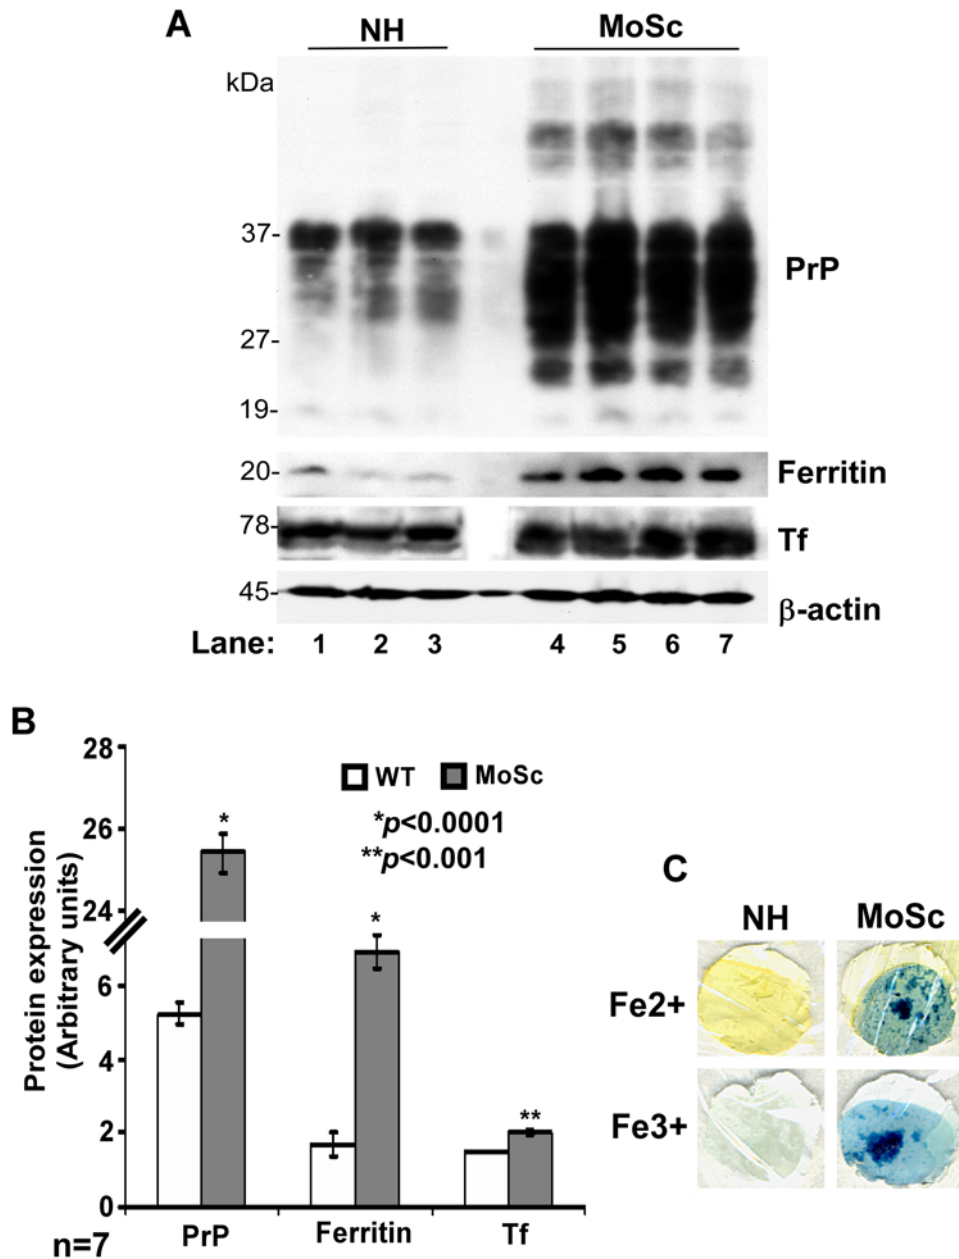 A
NH MoSc
kDa
37-
PrP
27-
19-
20- Ferritin
78- Tf
45- β-actin
Lane: 1 2 3 4 5 6 7
B
28
WT MoSc
*p<0.0001
26
**p<0.001
*
24
*
6
4
2
**
0
Protein expression
(Arbitrary units)
PrP Ferritin Tf
n=7
C
NH MoSc
Fe2+
Fe3+